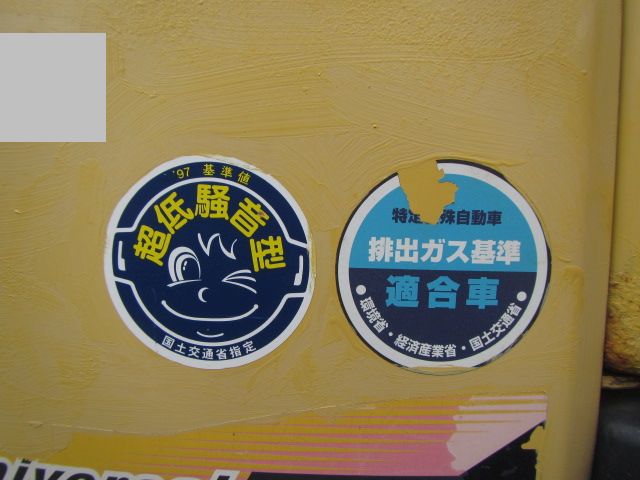 '97 基準値
超低騒音型
国土交通省指定
特定 殊自動車
排出ガス基準
適合車
・環境省・経済産業省・国土交通省・